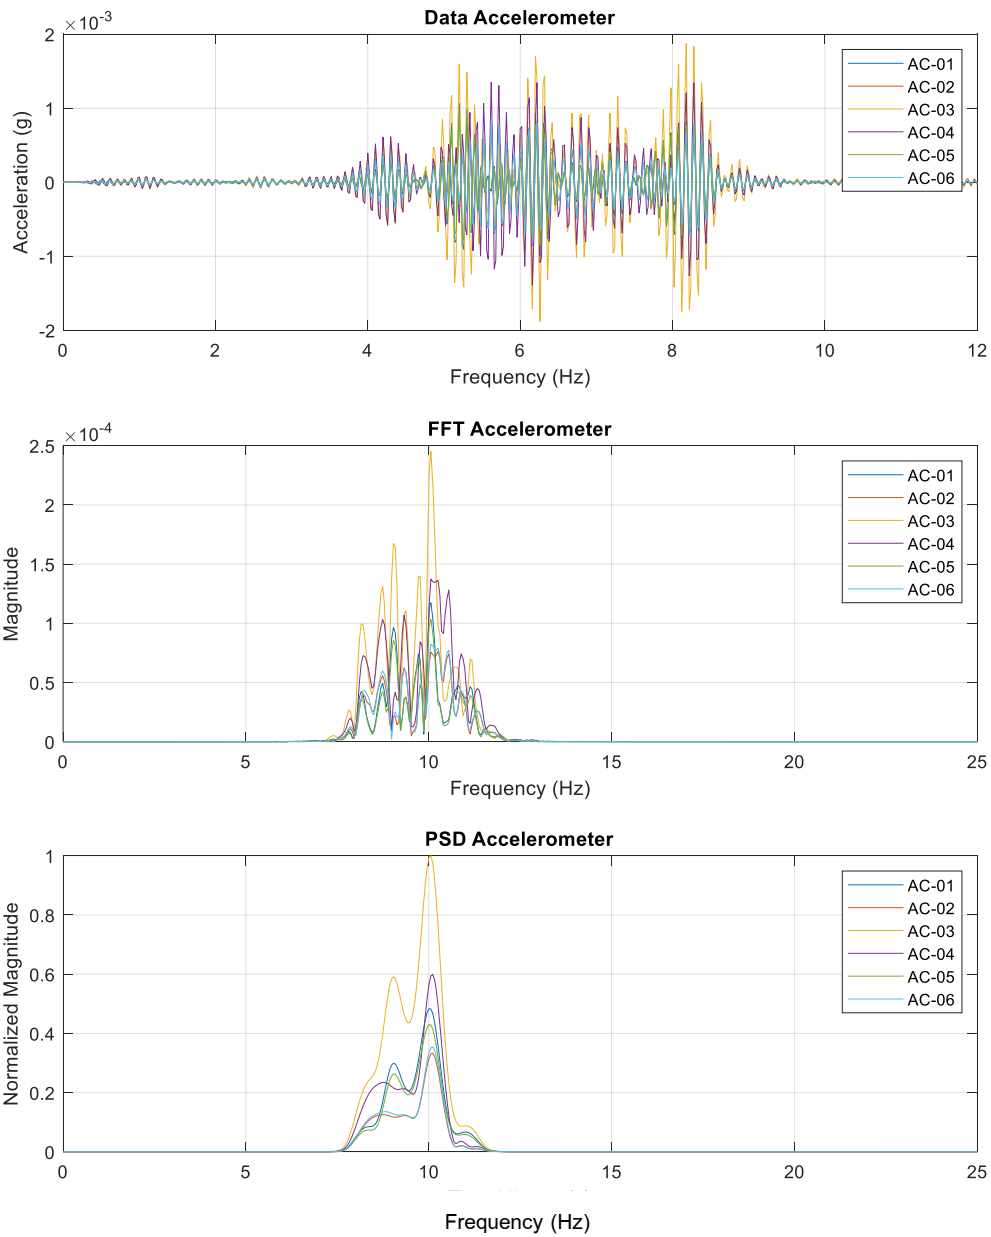 Data Accelerometer
×10-3
2
1
0
-1
-2
Acceleration (g)
0 2 4 6 8 10 12
Frequency (Hz)
AC-01
AC-02
AC-03
AC-04
AC-05
AC-06
FFT Accelerometer
×10-4
2.5
2
1.5
1
0.5
0
Magnitude
0 5 10 15 20 25
Frequency (Hz)
AC-01
AC-02
AC-03
AC-04
AC-05
AC-06
PSD Accelerometer
1
0.8
0.6
0.4
0.2
0
Normalized Magnitude
0 5 10 15 20 25
AC-01
AC-02
AC-03
AC-04
AC-05
AC-06
Frequency (Hz)